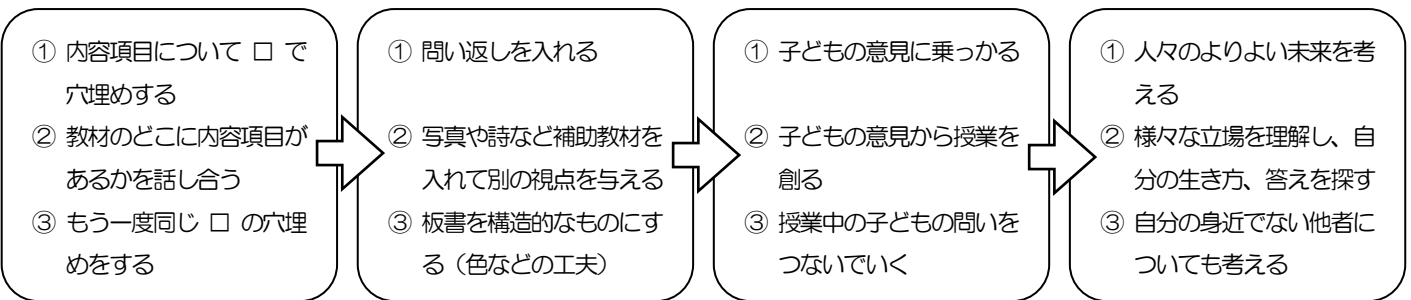 ① 内容項目について □ で
穴埋めする
② 教材のどこに内容項目が
あるかを話し合う
③ もう一度同じ □ の穴埋
めをする
① 問い返しを入れる
② 写真や詩など補助教材を
入れて別の視点を与える
③ 板書を構造的なものにす
る（色などの工夫）
① 子どもの意見に乗っかる
② 子どもの意見から授業を
創る
③ 授業中の子どもの問いを
つないでいく
① 人々のよりよい未来を考
える
② 様々な立場を理解し、自
分の生き方、答えを探す
③ 自分の身近でない他者に
ついても考える